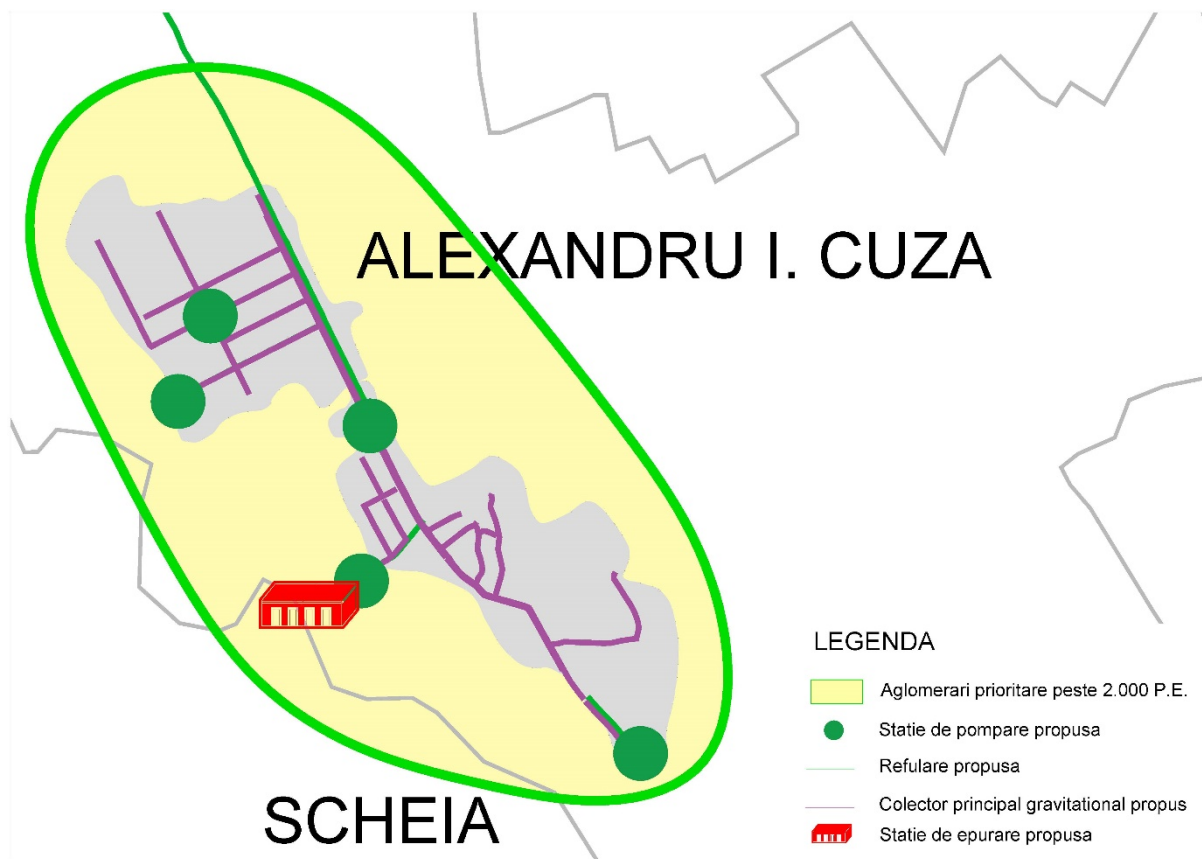 ALEXANDRU I. CUZA
SCHEIA
LEGENDA
Aglomerari prioritare peste 2.000 P.E.
Statie de pompare propusa
Refulare propusa
Colector principal gravitational propus
Statie de epurare propusa